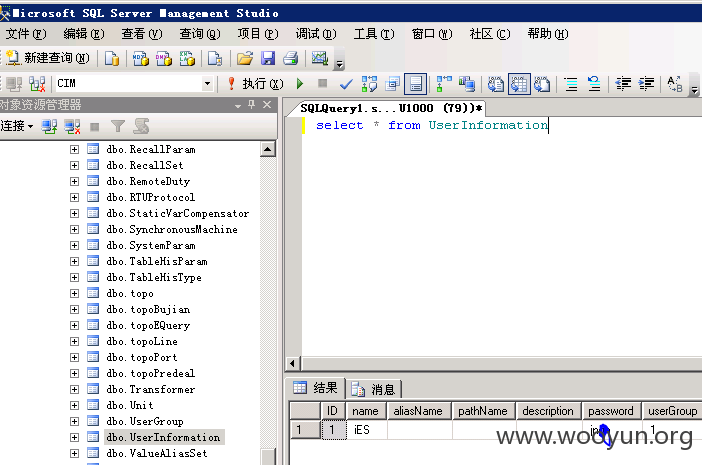 Microsoft SQL Server Management Studio
文件(F) 编辑(E) 查看(V) 查询(Q) 项目(P) 调试(D) 工具(T) 窗口(W) 社区(C) 帮助(H)
新建查询(N)
CIM
执行(X)
对象资源管理器
连接
SQLQuery1.s...U1000 (79))*
select * from UserInformation
dbo.RecallParam
dbo.RecallSet
dbo.RemoteDuty
dbo.RTUProtocol
dbo.StaticVarCompensator
dbo.SynchronousMachine
dbo.SystemParam
dbo.TableHisParam
dbo.TableHisType
dbo.topo
dbo.topoBujian
dbo.topoEQuery
dbo.topoLine
dbo.topoPort
dbo.topoPredeal
dbo.Transformer
dbo.Unit
dbo.UserGroup
dbo.UserInformation
dbo.ValueAliasSet
结果 消息
ID name aliasName pathName description password userGroup
1 1 iES 1
www.wooyun.org